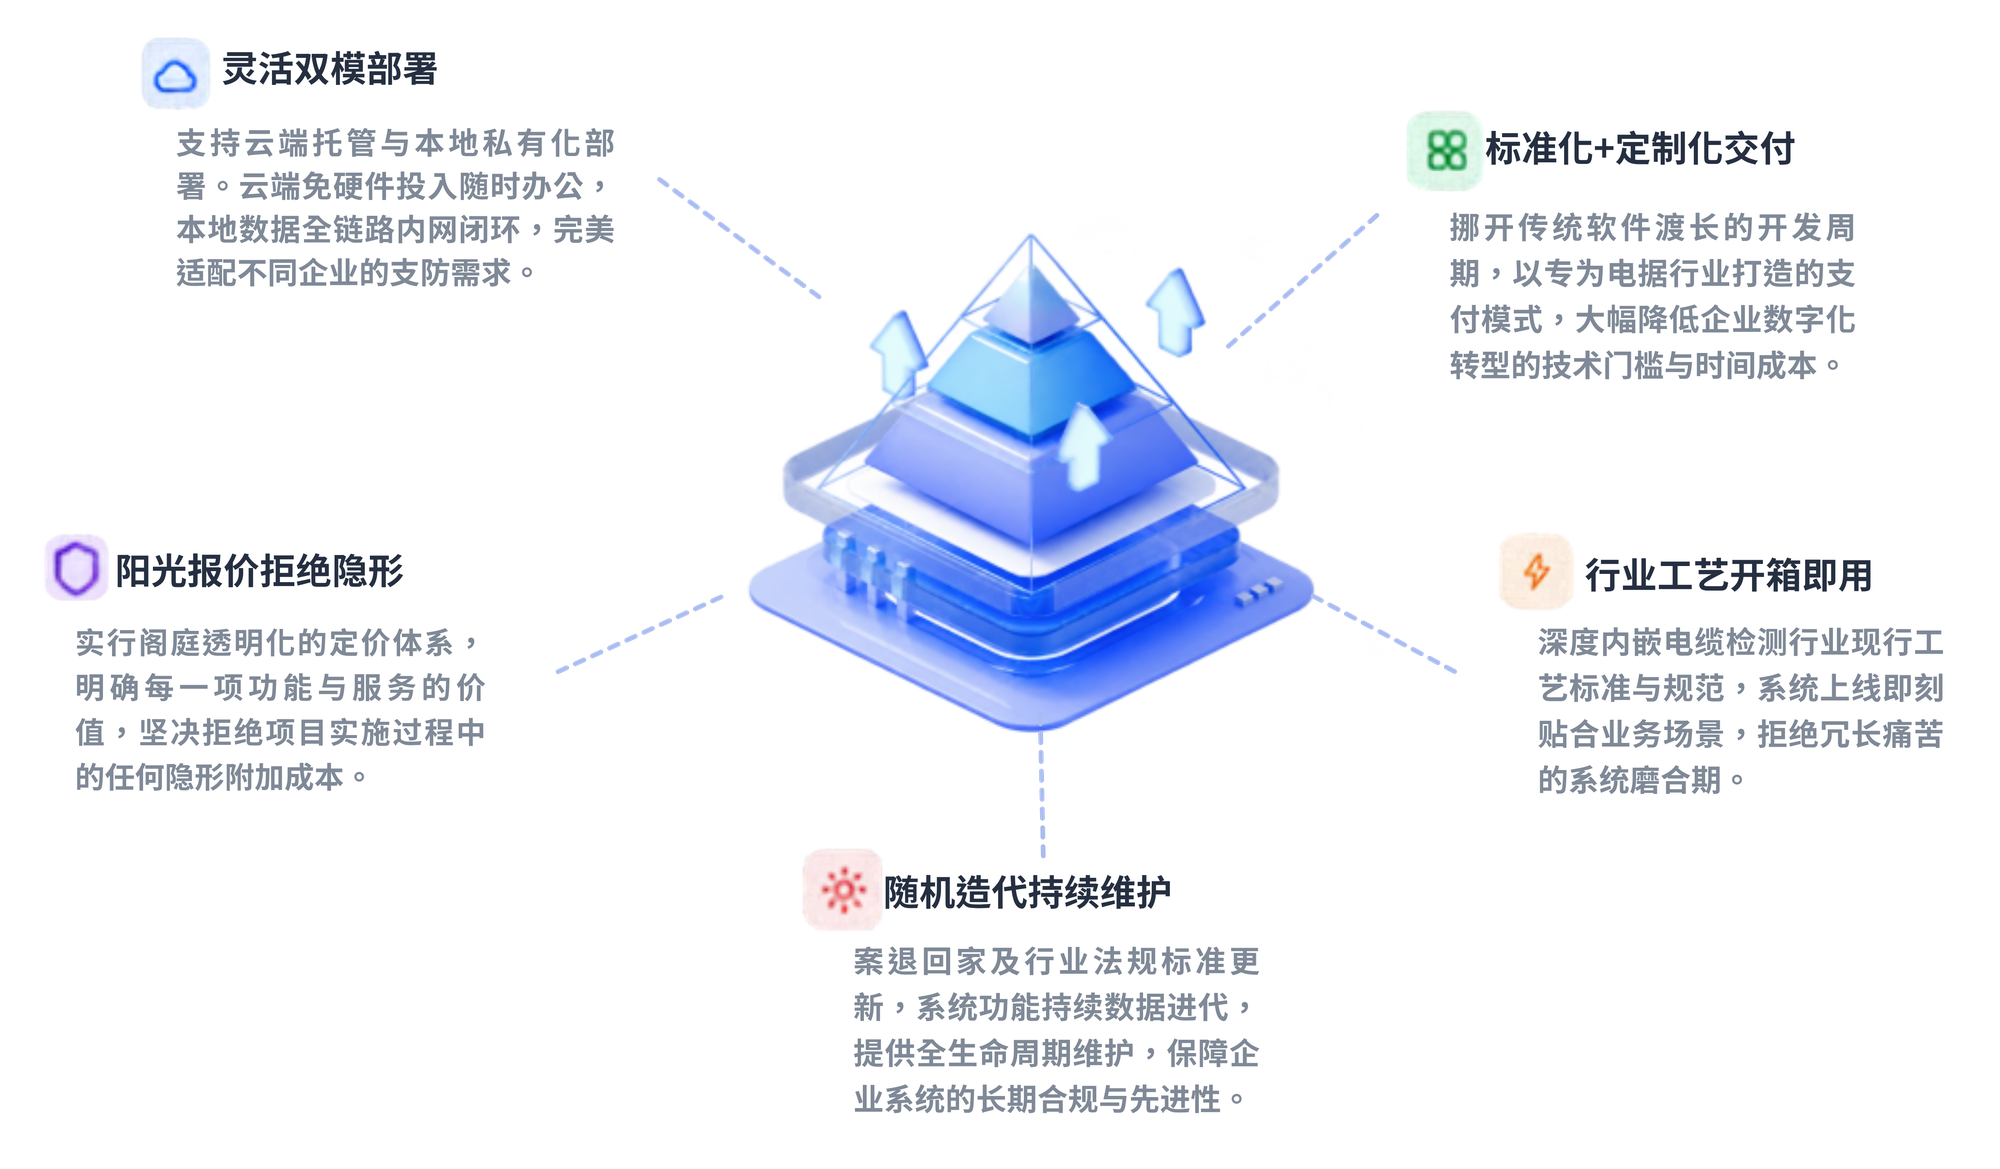 灵活双模部署
支持云端托管与本地私有化部
署。云端免硬件投入随时办公，
本地数据全链路内网闭环，完美
适配不同企业的支防需求。
标准化+定制化交付
挪开传统软件渡长的开发周
期，以专为电据行业打造的支
付模式，大幅降低企业数字化
转型的技术门槛与时间成本。
阳光报价拒绝隐形
实行阁庭透明化的定价体系，
明确每一项功能与服务的价
值，坚决拒绝项目实施过程中
的任何隐形附加成本。
行业工艺开箱即用
深度内嵌电缆检测行业现行工
艺标准与规范，系统上线即刻
贴合业务场景，拒绝冗长痛苦
的系统磨合期。
随机造代持续维护
案退回家及行业法规标准更
新，系统功能持续数据进代，
提供全生命周期维护，保障企
业系统的长期合规与先进性。